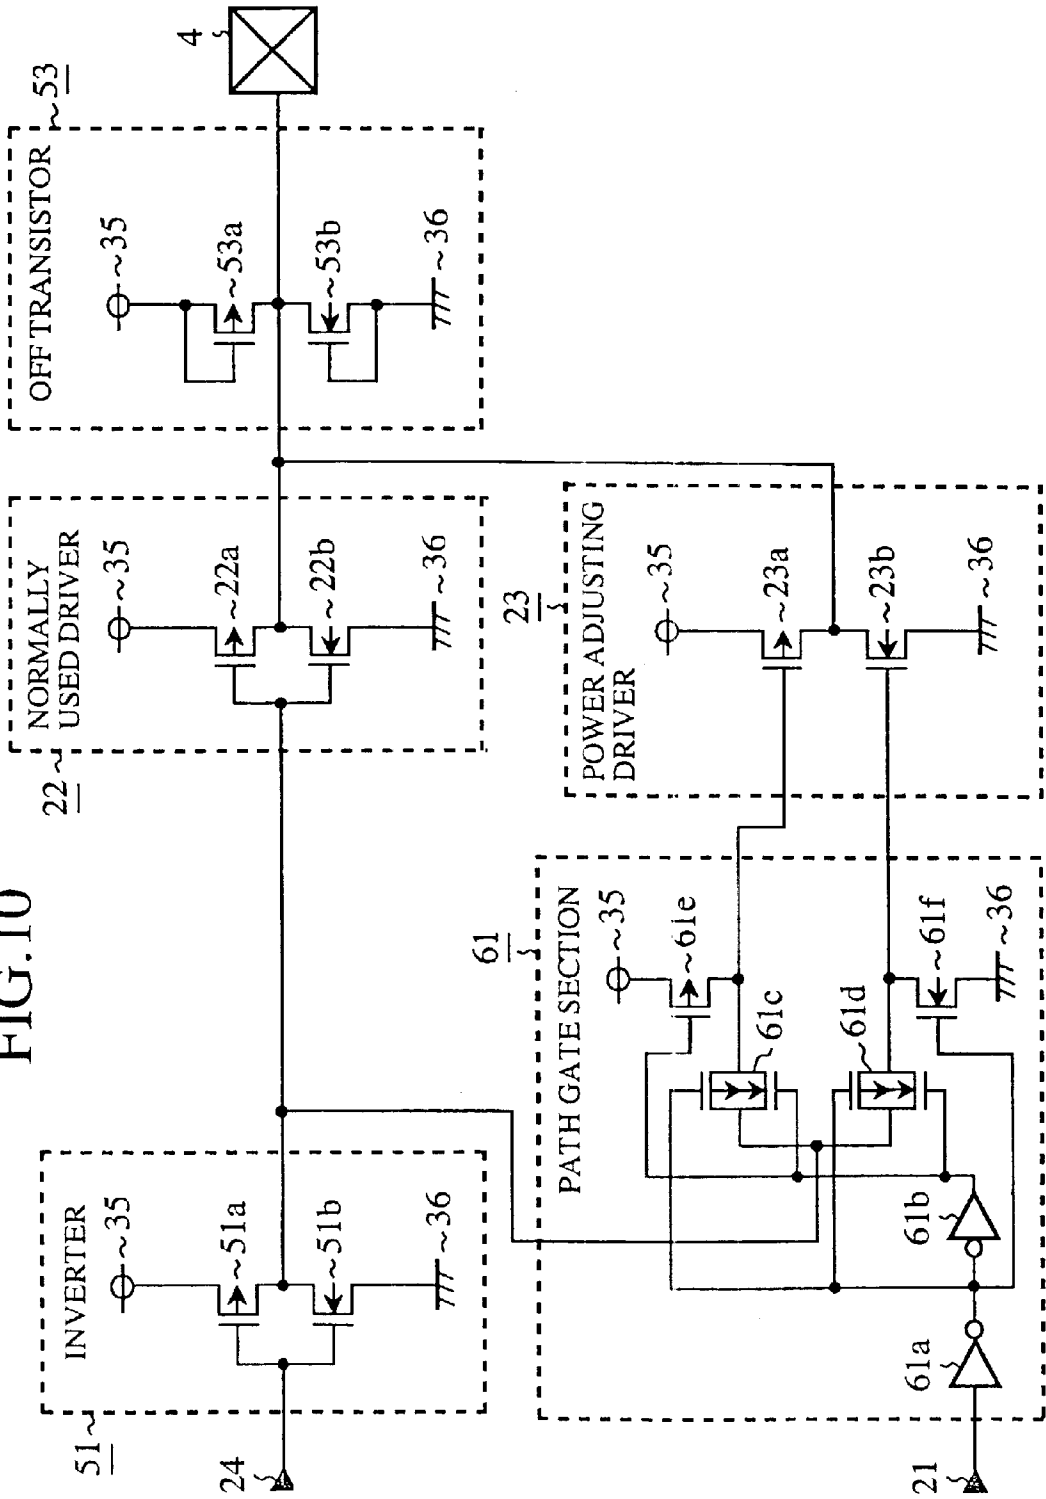 FIG.10
51
INVERTER
35
51a
51b
36
24
22
NORMALLY
USED DRIVER
35
22a
22b
36
53
OFF TRANSISTOR
35
53a
53b
36
4
61
PATH GATE SECTION
35
61e
61c
61d
61f
36
61b
61a
21
23
POWER ADJUSTING
DRIVER
35
23a
23b
36